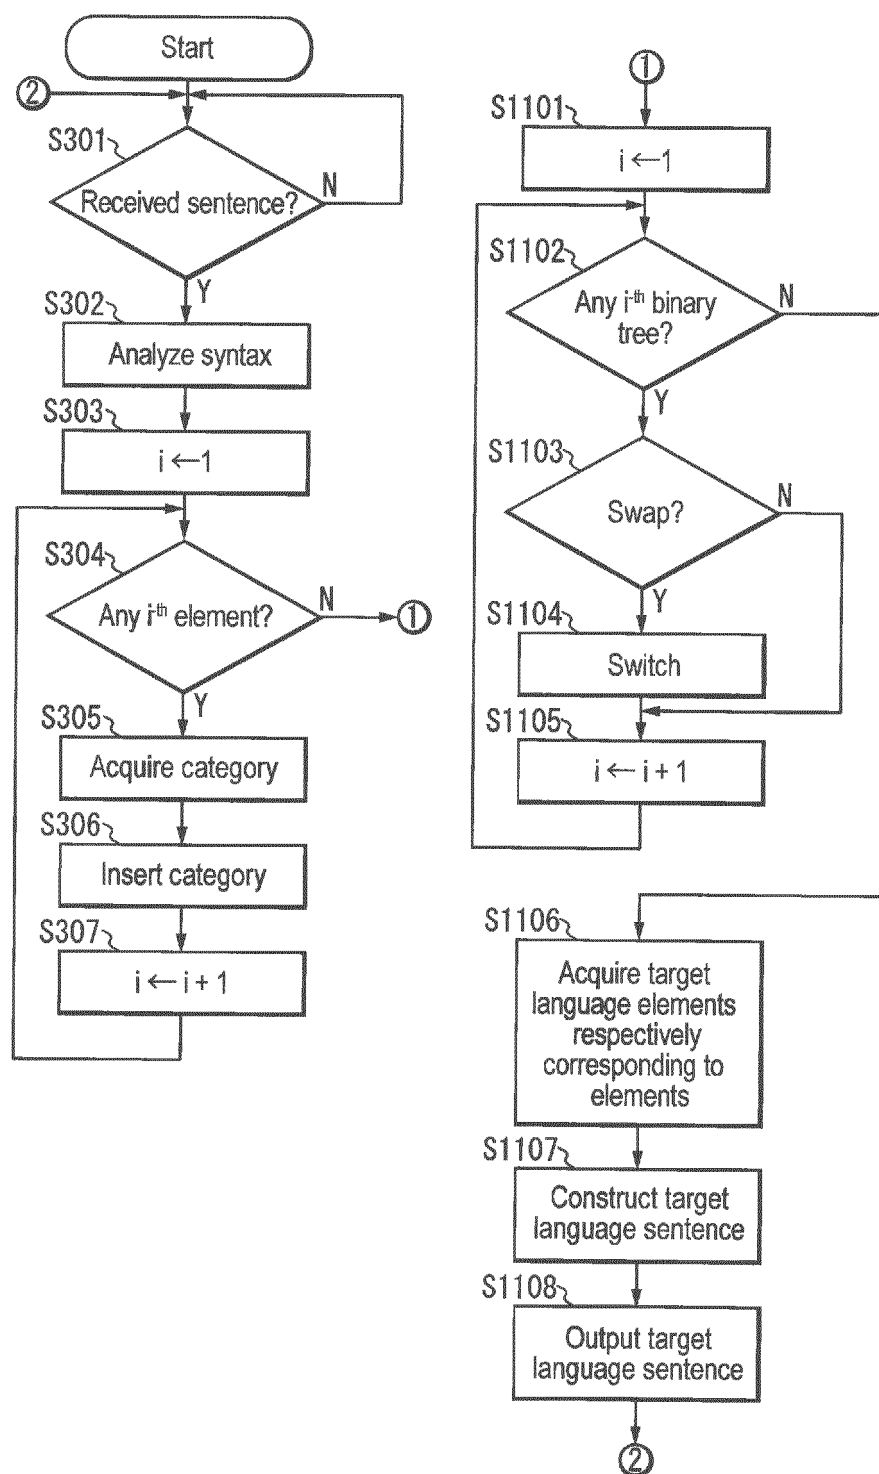 Start
2
S301
Received sentence?
N
Y
S302
Analyze syntax
S303
i ← 1
S304
Any i-th element?
N
1
Y
S305
Acquire category
S306
Insert category
S307
i ← i + 1
1
S1101
i ← 1
S1102
Any i-th binary
tree?
N
Y
S1103
Swap?
N
Y
S1104
Switch
S1105
i ← i + 1
S1106
Acquire target
language elements
respectively
corresponding to
elements
S1107
Construct target
language sentence
S1108
Output target
language sentence
2